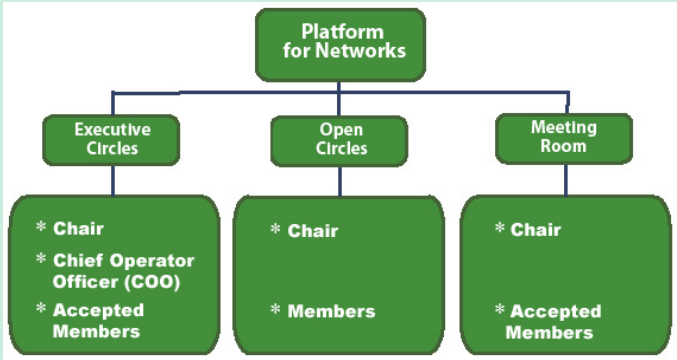 Platform
for Networks
Executive
Circles
Open
Circles
Meeting
Room
* Chair
* Chief Operator
Officer (COO)
* Accepted
Members
* Chair
* Members
* Chair
* Accepted
Members